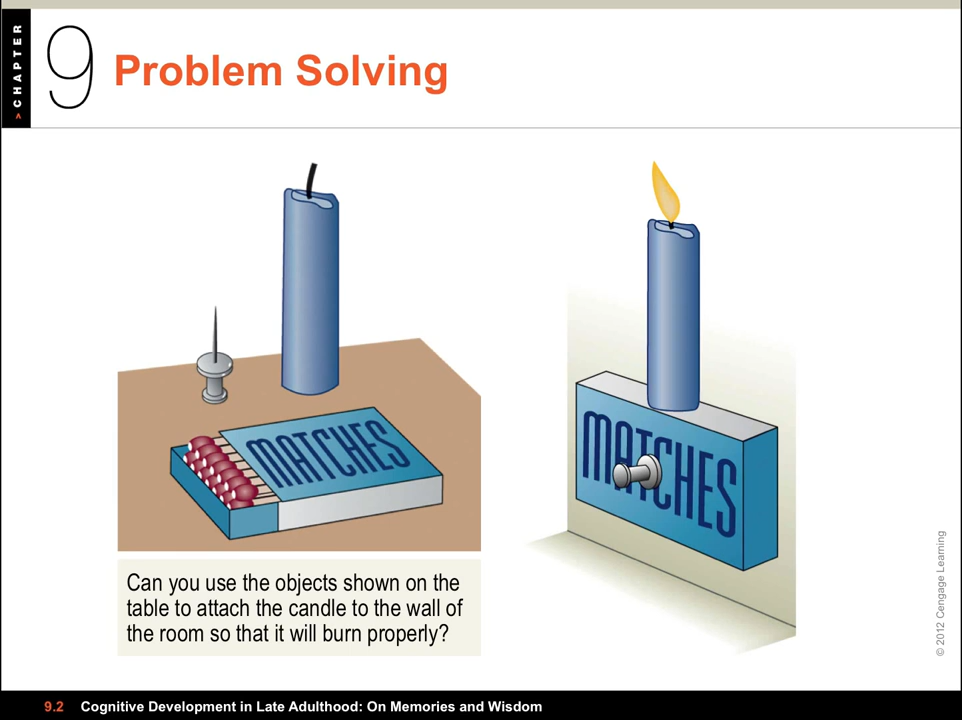 > CHAPTER
9
Problem Solving
MATCHES
MATCHES
Can you use the objects shown on the
table to attach the candle to the wall of
the room so that it will burn properly?
© 2012 Cengage Learning
9.2 Cognitive Development in Late Adulthood: On Memories and Wisdom